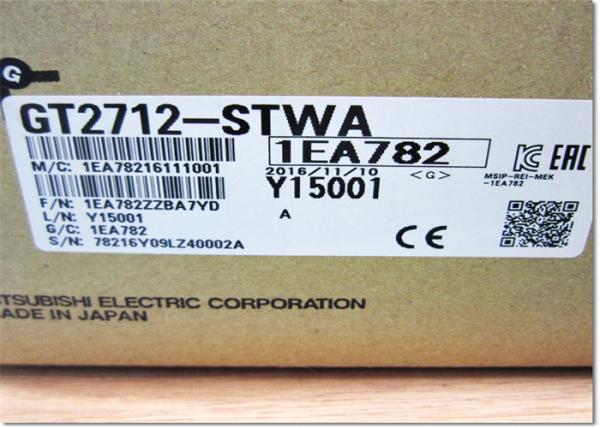 G
GT2712-STWA
1EA782
M/C: 1EA78216111001
2016/11/10 <G>
MSIP-REI-MEK
-1EA782
EAC
F/N: 1EA782ZZBA7YD
Y15001
L/N: Y15001
A
G/C: 1EA782
CE
S/N: 78216Y09LZ40002A
TSUBISHI ELECTRIC CORPORATION
ADE IN JAPAN